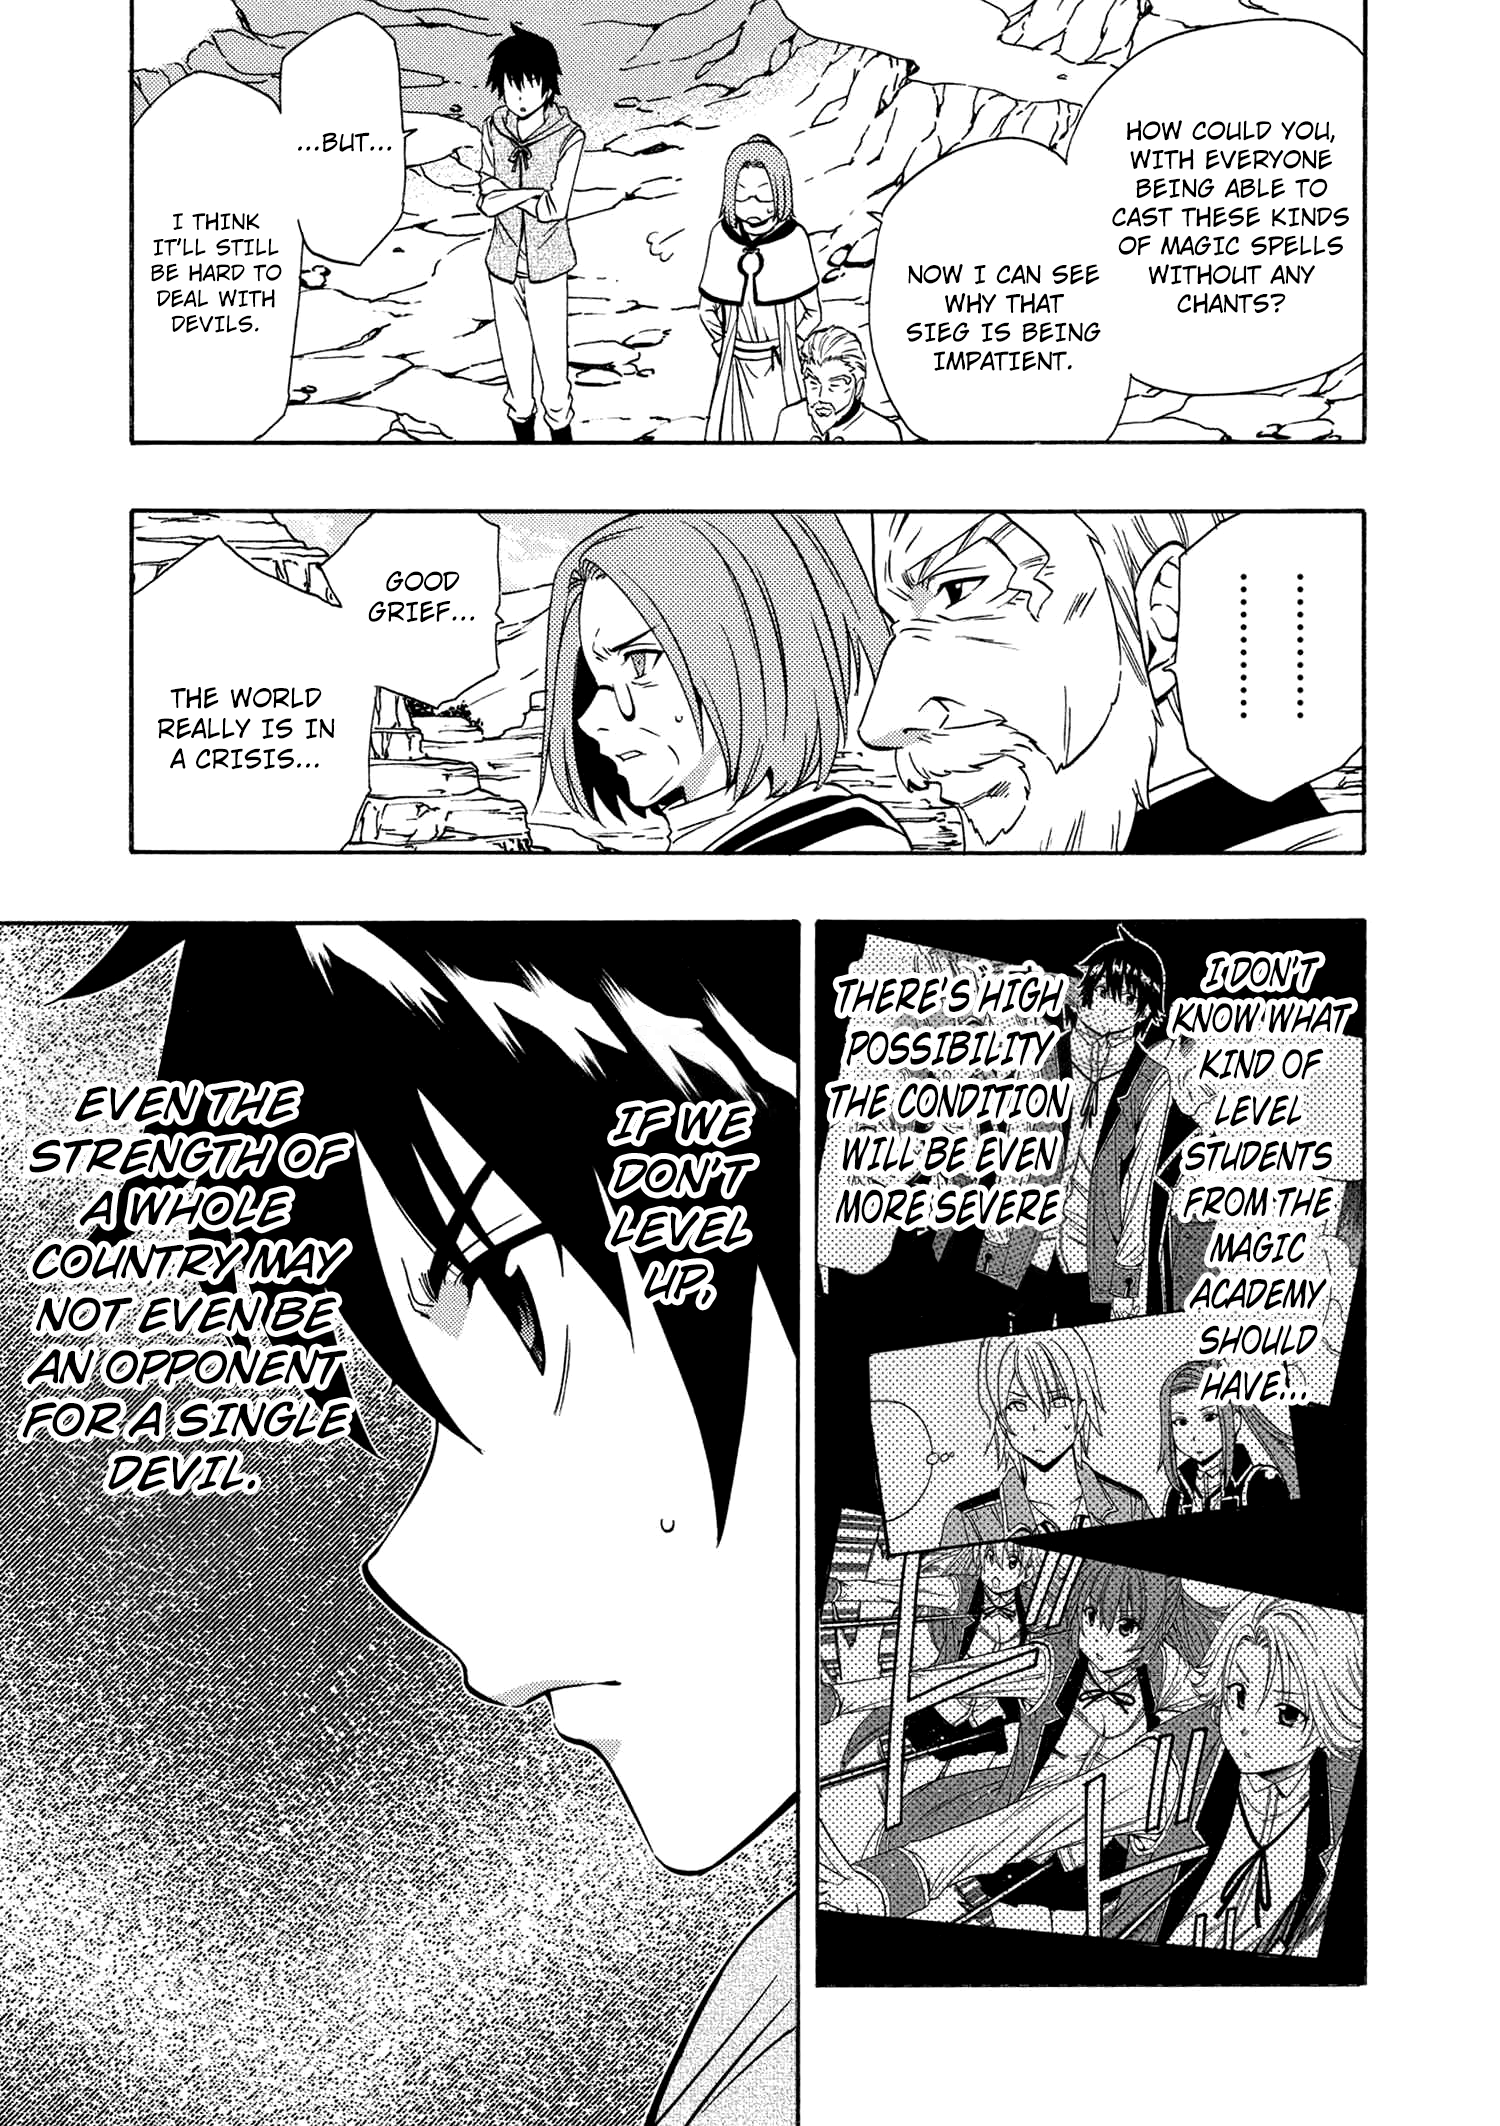 HOW COULD YOU,
WITH EVERYONE
BEING ABLE TO
CAST THESE KINDS
OF MAGIC SPELLS
WITHOUT ANY
CHANTS?
NOW I CAN SEE
WHY THAT
SIEG IS BEING
IMPATIENT.
...BUT...
I THINK
IT'LL STILL
BE HARD TO
DEAL WITH
DEVILS.
GOOD
GRIEF...
THE WORLD
REALLY IS IN
A CRISIS...
I DON'T
KNOW WHAT
KIND OF
LEVEL
STUDENTS
FROM THE
MAGIC
ACADEMY
SHOULD
HAVE...
THERE'S HIGH
POSSIBILITY
THE CONDITION
WILL BE EVEN
MORE SEVERE
IF WE
DON'T
LEVEL
UP,
EVEN THE
STRENGTH OF
A WHOLE
COUNTRY MAY
NOT EVEN BE
AN OPPONENT
FOR A SINGLE
DEVIL.